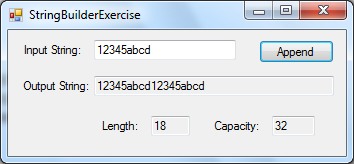 StringBuilderExercise
Input String: 12345abcd Append
Output String: 12345abcd12345abcd
Length: 18 Capacity: 32